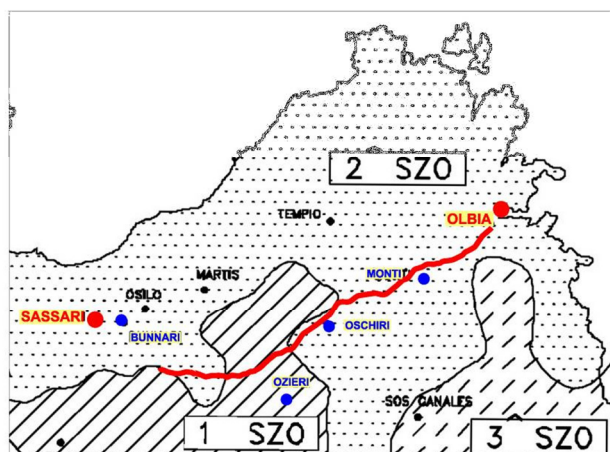 2 SZO
TEMPIO
OLBIA
MARTIS
MONTI
OSILO
SASSARI
BUNNARI
OSCHIRI
OZIERI
SOS CANALES
1 SZO
3 SZO